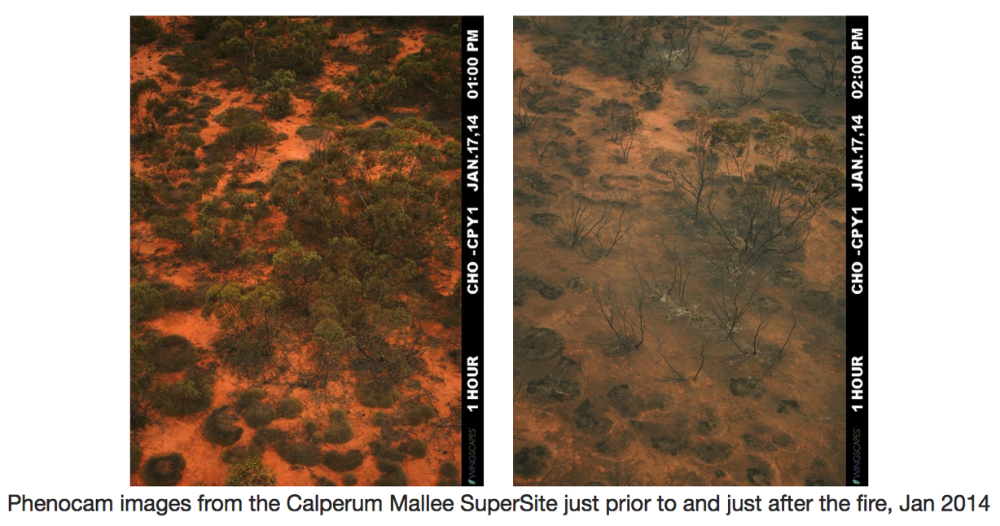 WINGSCAPES 1 HOUR CHO -CPY1 JAN.17,14 01:00 PM
WINGSCAPES 1 HOUR CHO -CPY1 JAN.17,14 02:00 PM
Phenocam images from the Calperum Mallee SuperSite just prior to and just after the fire, Jan 2014